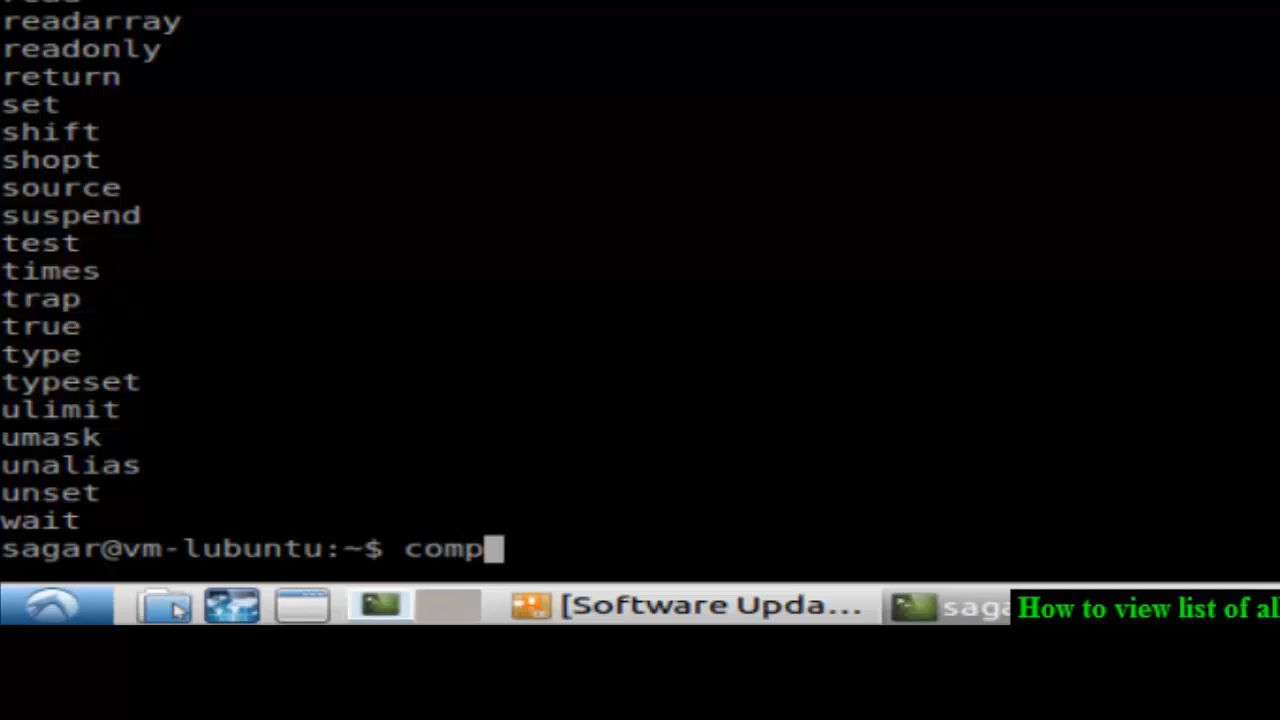 readarray
readonly
return
set
shift
shopt
source
suspend
test
times
trap
true
type
typeset
ulimit
umask
unalias
unset
wait
sagar@vm-lubuntu:~$ comp
[Software Upda... saga How to view list of al